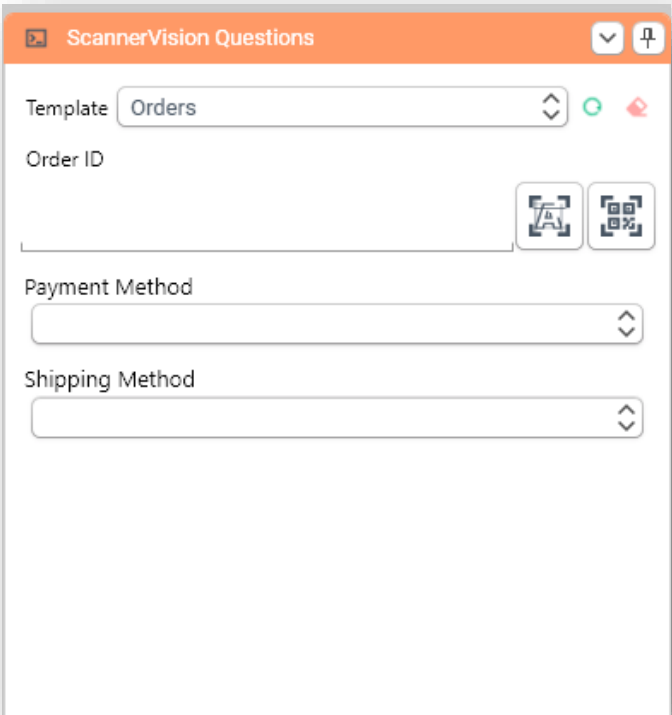 ScannerVision Questions
Template Orders
Order ID
A
Payment Method
Shipping Method